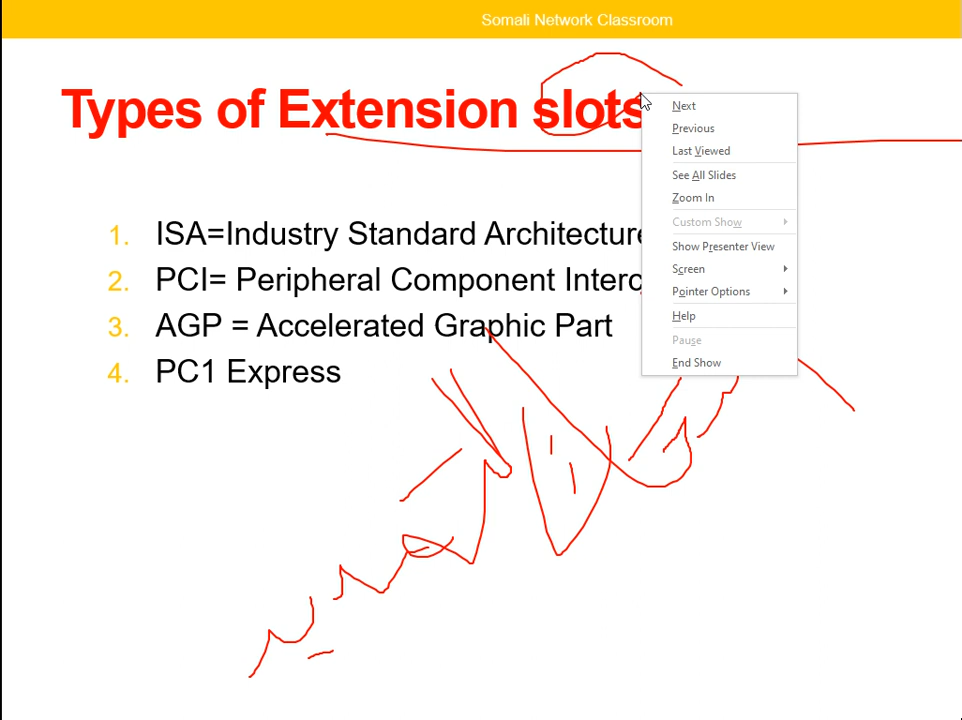 Somali Network Classroom
Types of Extension slots
1. ISA=Industry Standard Architecture
2. PCI= Peripheral Component Interc
3. AGP = Accelerated Graphic Part
4. PC1 Express
Next
Previous
Last Viewed
See All Slides
Zoom In
Custom Show
Show Presenter View
Screen
Pointer Options
Help
Pause
End Show